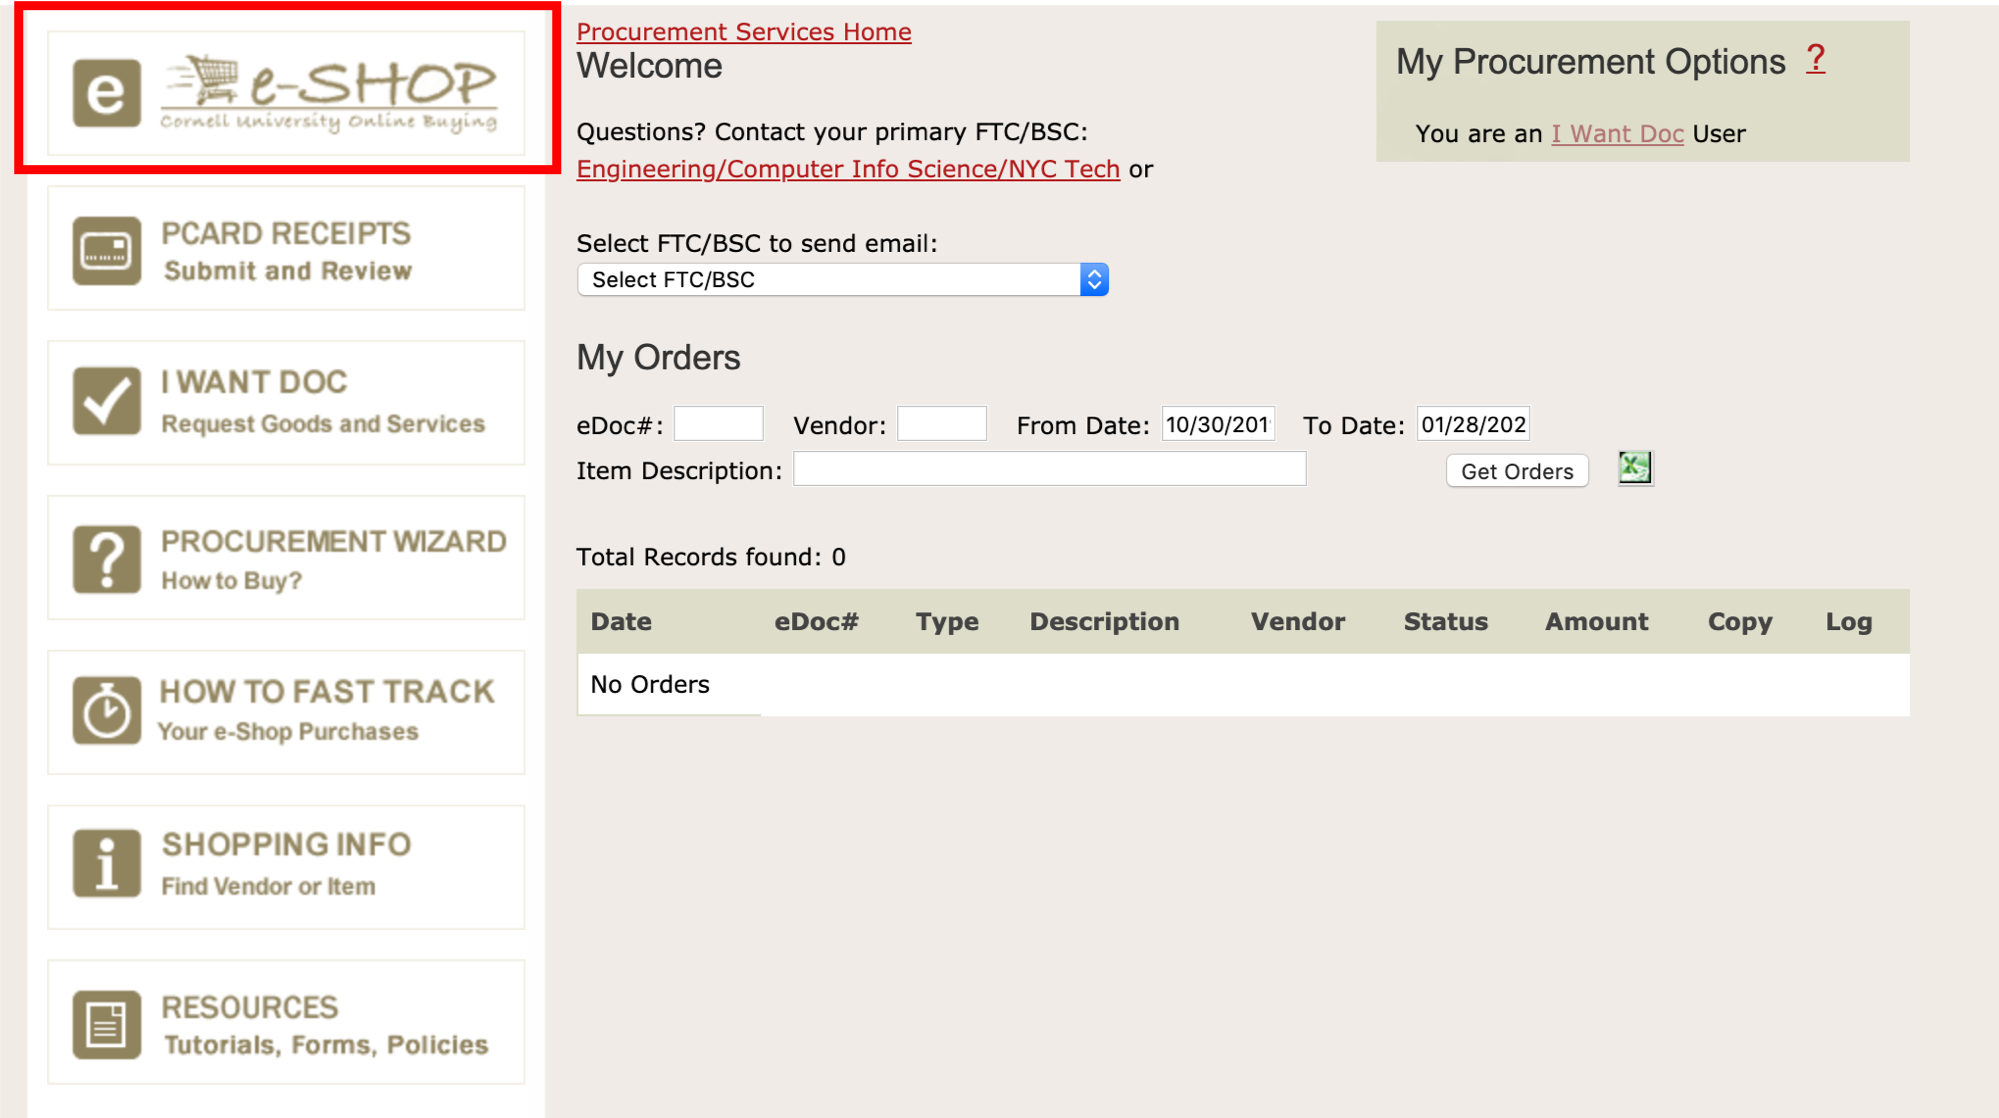 e e-SHOP
Cornell University Online Buying
PCARD RECEIPTS
Submit and Review
I WANT DOC
Request Goods and Services
PROCUREMENT WIZARD
How to Buy?
HOW TO FAST TRACK
Your e-Shop Purchases
SHOPPING INFO
Find Vendor or Item
RESOURCES
Tutorials, Forms, Policies
Procurement Services Home
Welcome
Questions? Contact your primary FTC/BSC:
Engineering/Computer Info Science/NYC Tech or
Select FTC/BSC to send email:
Select FTC/BSC
My Procurement Options ?
You are an I Want Doc User
My Orders
eDoc#: Vendor: From Date: 10/30/201 To Date: 01/28/202
Item Description: Get Orders
Total Records found: 0
Date eDoc# Type Description Vendor Status Amount Copy Log
No Orders